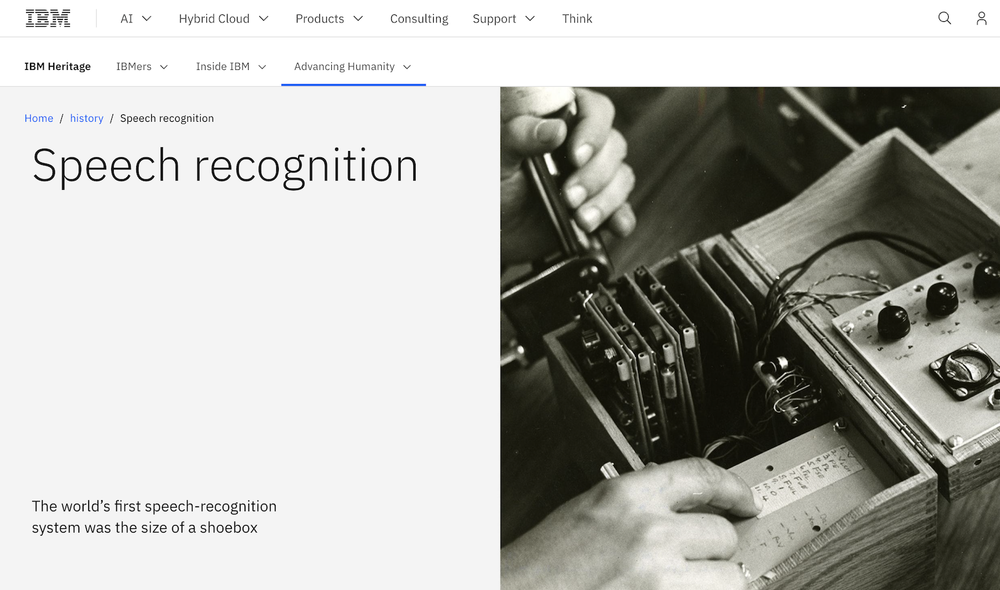 IBM
AI Hybrid Cloud Products Consulting Support Think
IBM Heritage IBMers Inside IBM Advancing Humanity
Home / history / Speech recognition
Speech recognition
The world’s first speech-recognition
system was the size of a shoebox